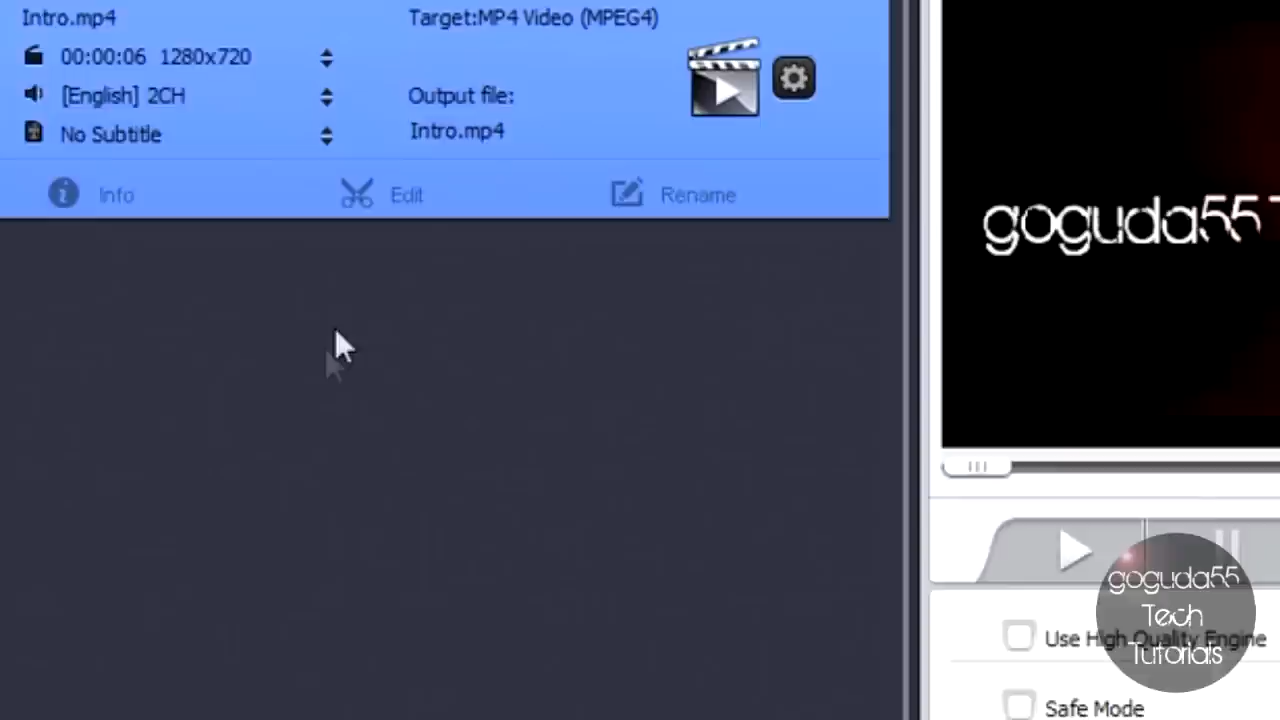 Intro.mp4
Target:MP4 Video (MPEG4)
00:00:06 1280x720
[English] 2CH
Output file:
No Subtitle
Intro.mp4
Info
Edit
Rename
goguda55
goguda55
Tech
Tutorials
Use High Quality Engine
Safe Mode